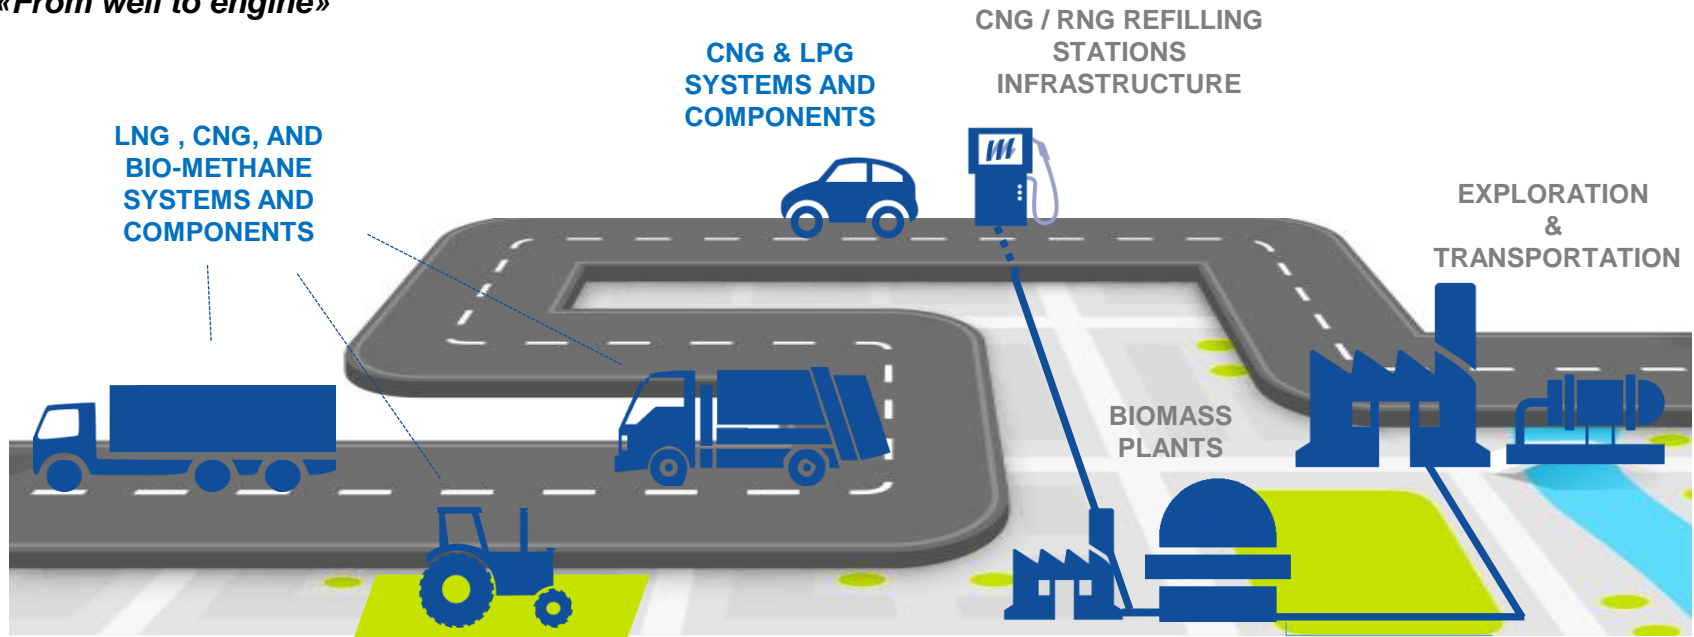 «From well to engine»
CNG / RNG REFILLING
STATIONS
INFRASTRUCTURE
CNG & LPG
SYSTEMS AND
COMPONENTS
LNG , CNG, AND
BIO-METHANE
SYSTEMS AND
COMPONENTS
EXPLORATION
&
TRANSPORTATION
BIOMASS
PLANTS